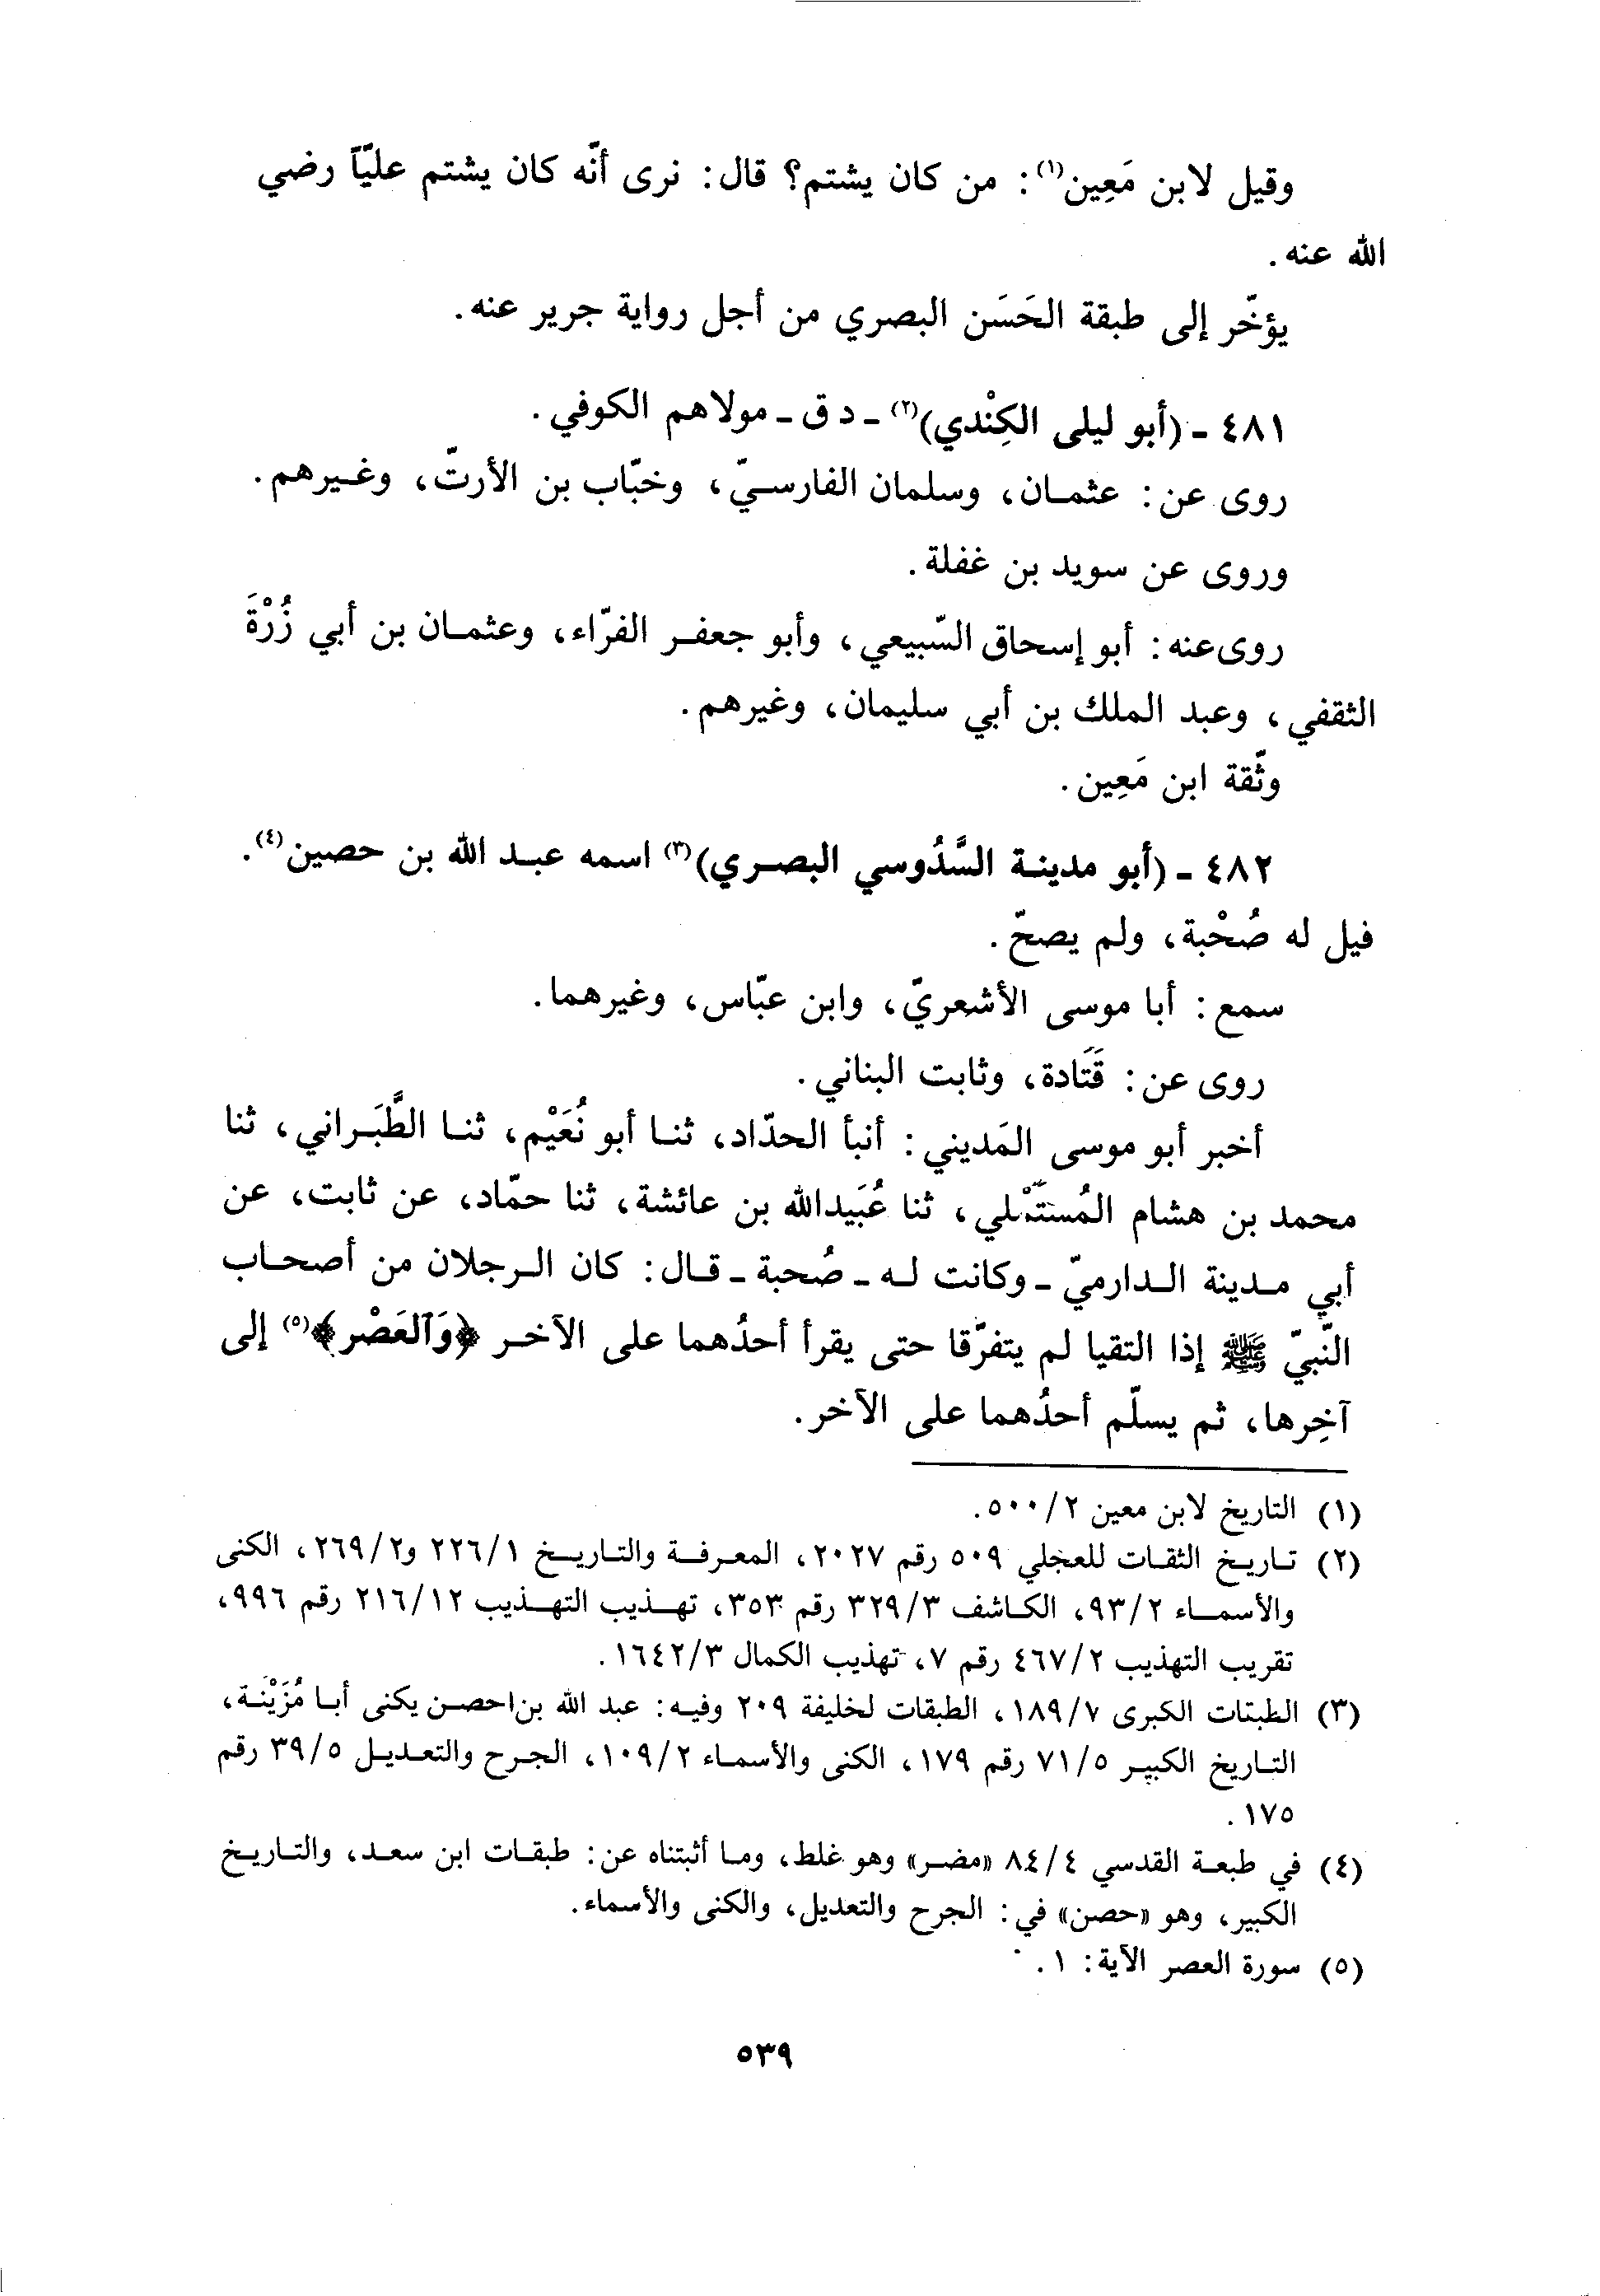 وقيل لابن مَعِين(١): من كان يشتم؟ قال: نرى أنّه كان يشتم عليّاً رضي
الله عنه.
يؤخّر إلى طبقة الحَسَن البصري من أجل رواية جرير عنه.
٤٨١ - (أبو ليلى الكِنْدي)(٢) - د ق - مولاهم الكوفي.
روى عن: عثمان، وسلمان الفارسيّ، وخبّاب بن الأرتّ، وغيرهم.
وروى عن سويد بن غفلة.
روى عنه: أبو إسحاق السّبيعي، وأبو جعفر الفرّاء، وعثمان بن أبي زُرْعَة
الثقفي، وعبد الملك بن أبي سليمان، وغيرهم.
وثّقة ابن مَعِين.
٤٨٢ - (أبو مدينة السَّدُوسي البصري)(٣) اسمه عبد الله بن حصين(٤).
فيل له صُحْبة، ولم يصحّ.
سمع: أبا موسى الأشعريّ، وابن عبّاس، وغيرهما.
روى عن: قَتَادة، وثابت البناني.
أخبر أبو موسى المَديني: أنبأ الحدّاد، ثنا أبو نُعَيْم، ثنا الطَّبَراني، ثنا
محمد بن هشام المُستَمْلي، ثنا عُبَيدالله بن عائشة، ثنا حمّاد، عن ثابت، عن
أبي مدينة الدارميّ - وكانت له - صُحبة - قال: كان الرجلان من أصحاب
النّبيّ ﷺ إذا التقيا لم يتفرّقا حتى يقرأ أحدُهما على الآخر ﴿وَٱلعَصْر﴾(٥) إلى
آخِرها، ثم يسلّم أحدُهما على الآخر.
(١) التاريخ لابن معين ٢/٥٠٠.
(٢) تاريخ الثقات للعجلي ٥٠٩ رقم ٢٠٢٧، المعرفة والتاريخ ٢٢٦/١ و٢٦٩/٢، الكنى
والأسماء ٩٣/٢، الكاشف ٣٢٩/٣ رقم ٣٥٣، تهذيب التهذيب ٢١٦/١٢ رقم ٩٩٦،
تقريب التهذيب ٤٦٧/٢ رقم ٧، تهذيب الكمال ١٦٤٢/٣.
(٣) الطبقات الكبرى ١٨٩/٧، الطبقات لخليفة ٢٠٩ وفيه: عبد الله بن احصن يكنى أبا مُزَيْنَة،
التاريخ الكبير ٧١/٥ رقم ١٧٩، الكنى والأسماء ١٠٩/٢، الجرح والتعديل ٣٩/٥ رقم
١٧٥.
(٤) في طبعة القدسي ٨٤/٤ «مضر» وهو غلط، وما أثبتناه عن: طبقات ابن سعد، والتاريخ
الكبير، وهو «حصن» في: الجرح والتعديل، والكنى والأسماء.
(٥) سورة العصر الآية: ١.
٥٣٩